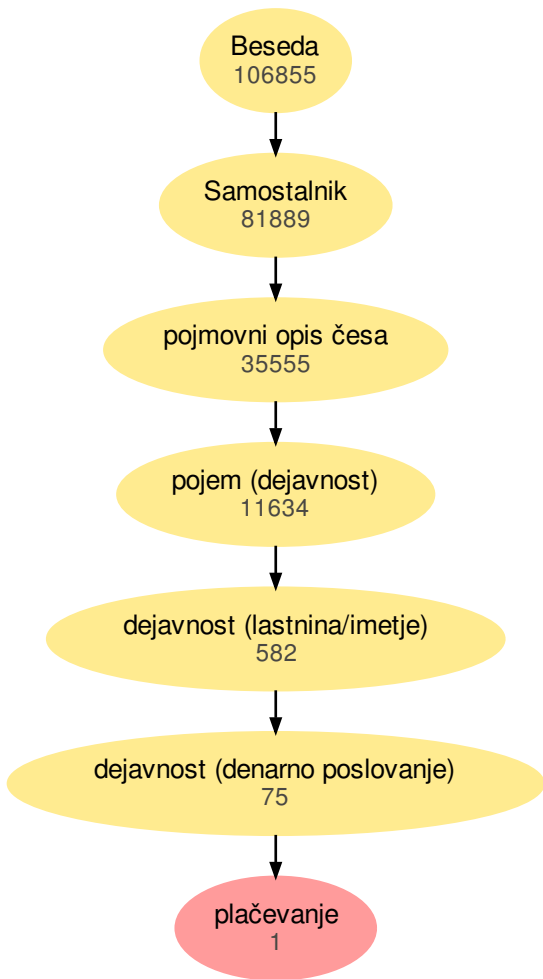 Beseda
106855
Samostalnik
81889
pojmovni opis česa
35555
pojem (dejavnost)
11634
dejavnost (lastnina/imetje)
582
dejavnost (denarno poslovanje)
75
plačevanje
1